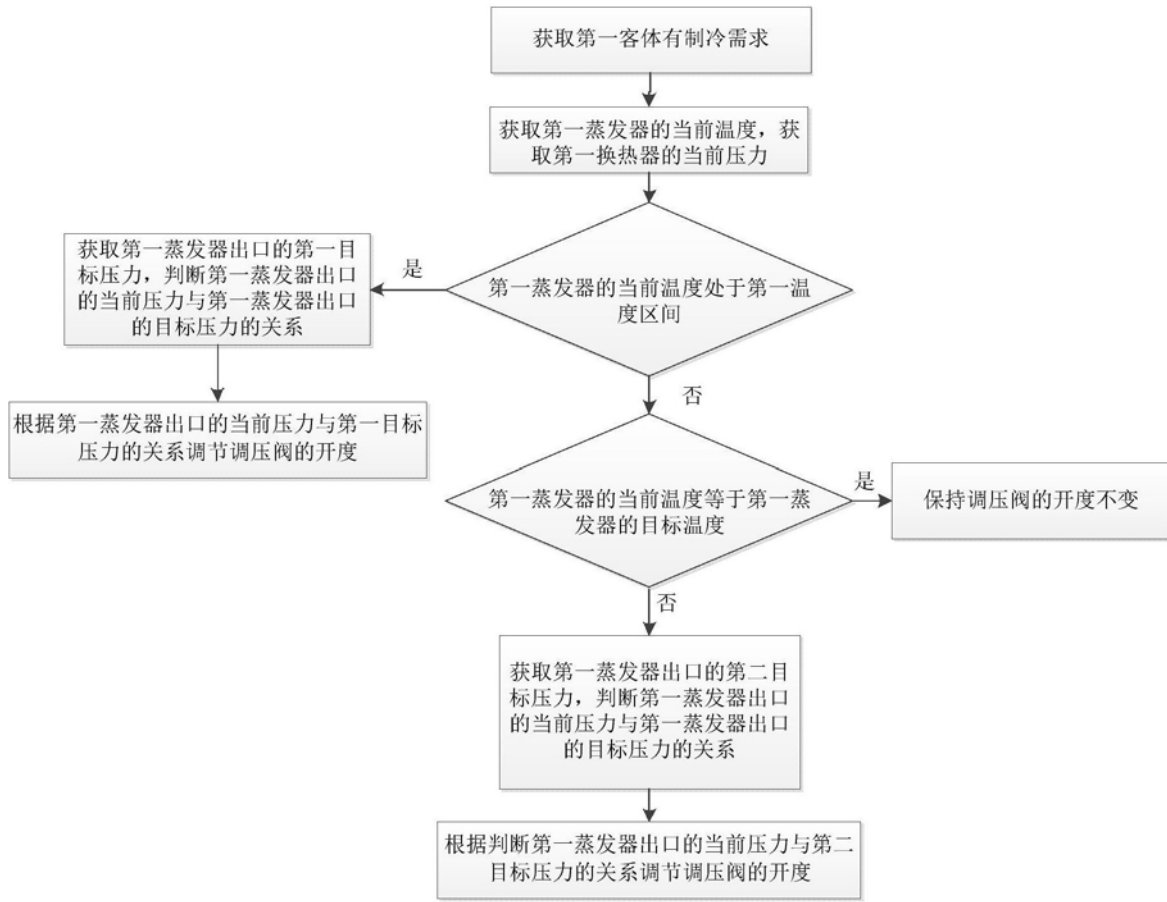 获取第一客体有制冷需求
获取第一蒸发器的当前温度，获
取第一换热器的当前压力
第一蒸发器的当前温度处于第一温
度区间
是
获取第一蒸发器出口的第一目
标压力，判断第一蒸发器出口
的当前压力与第一蒸发器出口
的目标压力的关系
根据第一蒸发器出口的当前压力与第一目标
压力的关系调节调压阀的开度
否
第一蒸发器的当前温度等于第一蒸
发器的目标温度
是
保持调压阀的开度不变
否
获取第一蒸发器出口的第二目
标压力，判断第一蒸发器出口
的当前压力与第一蒸发器出口
的目标压力的关系
根据判断第一蒸发器出口的当前压力与第二
目标压力的关系调节调压阀的开度